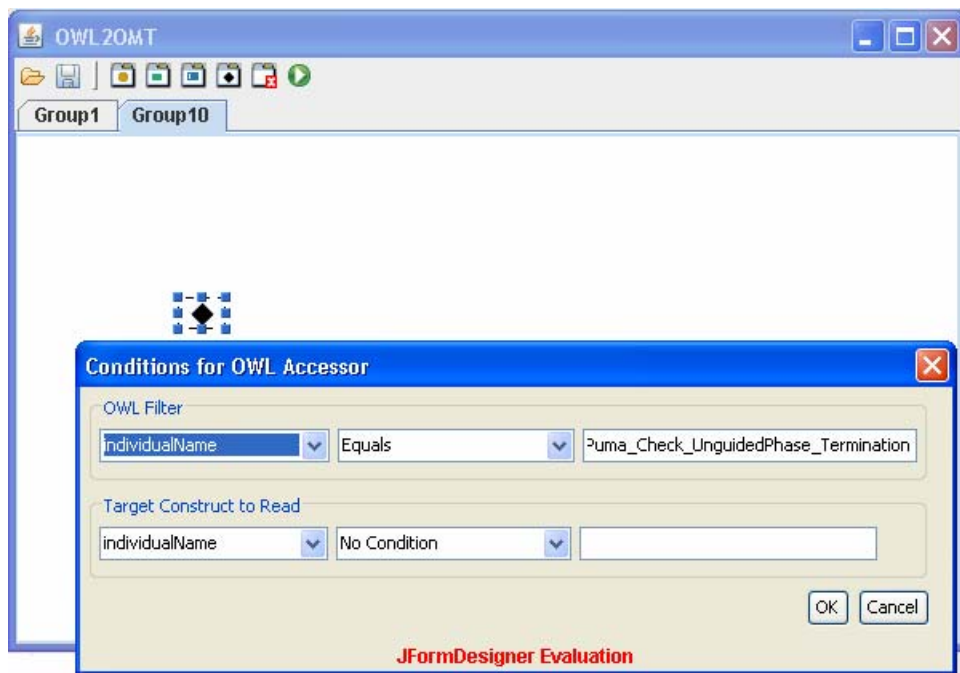 OWL2OMT
Group1 Group10
Conditions for OWL Accessor
OWL Filter
individualName Equals Puma_Check_UnguidedPhase_Termination
Target Construct to Read
individualName No Condition
OK Cancel
JFormDesigner Evaluation